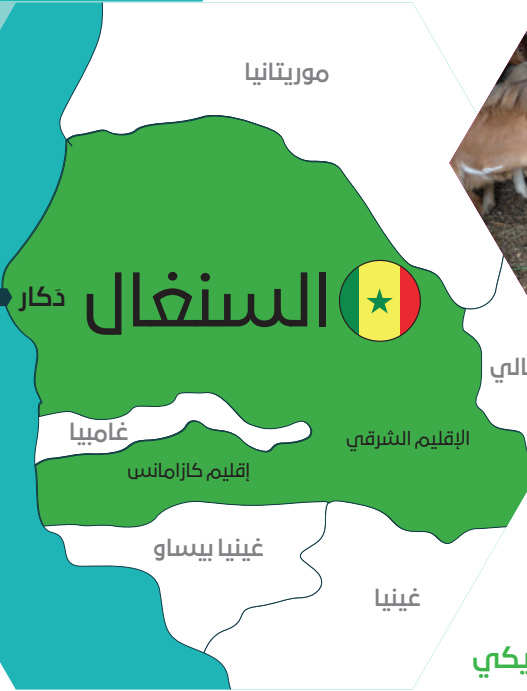 موريتانيا
السنغال
دَكار
غامبيا
الإقليم الشرقي
إقليم كازامانس
غينيا بيساو
غينيا